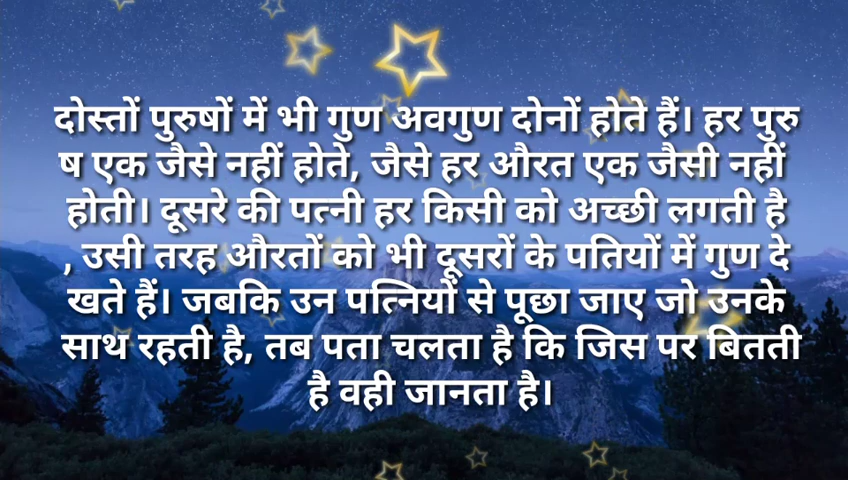 दोस्तों पुरुषों में भी गुण अवगुण दोनों होते हैं। हर पुरु
ष एक जैसे नहीं होते, जैसे हर औरत एक जैसी नहीं
होती। दूसरे की पत्नी हर किसी को अच्छी लगती है
, उसी तरह औरतों को भी दूसरों के पतियों में गुण दे
खते हैं। जबकि उन पत्नियों से पूछा जाए जो उनके
साथ रहती है, तब पता चलता है कि जिस पर बितती
है वही जानता है।